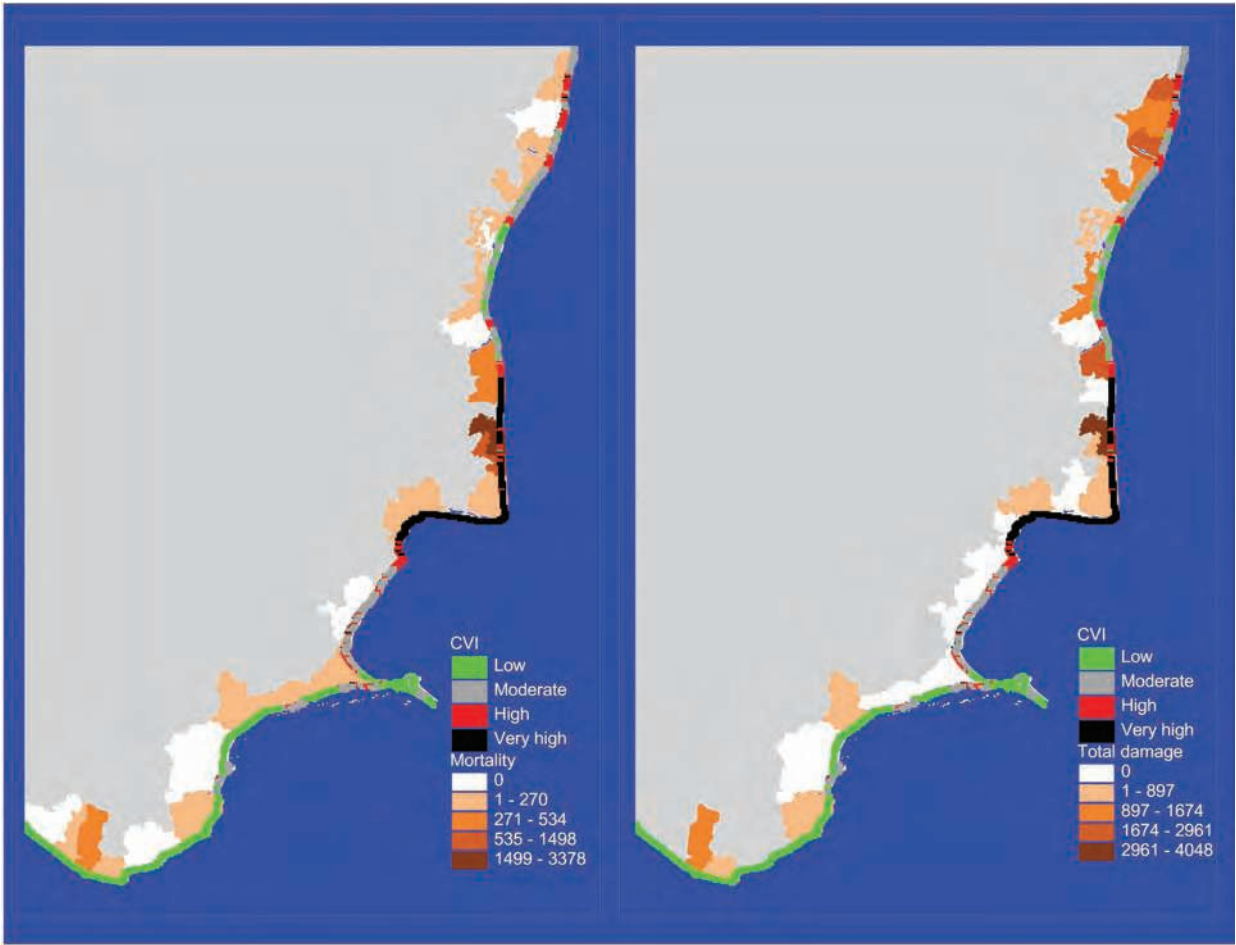 CVI
Low
Moderate
High
Very high
Mortality
0
1 - 270
271 - 534
535 - 1498
1499 - 3378
CVI
Low
Moderate
High
Very high
Total damage
0
1 - 897
897 - 1674
1674 - 2961
2961 - 4048